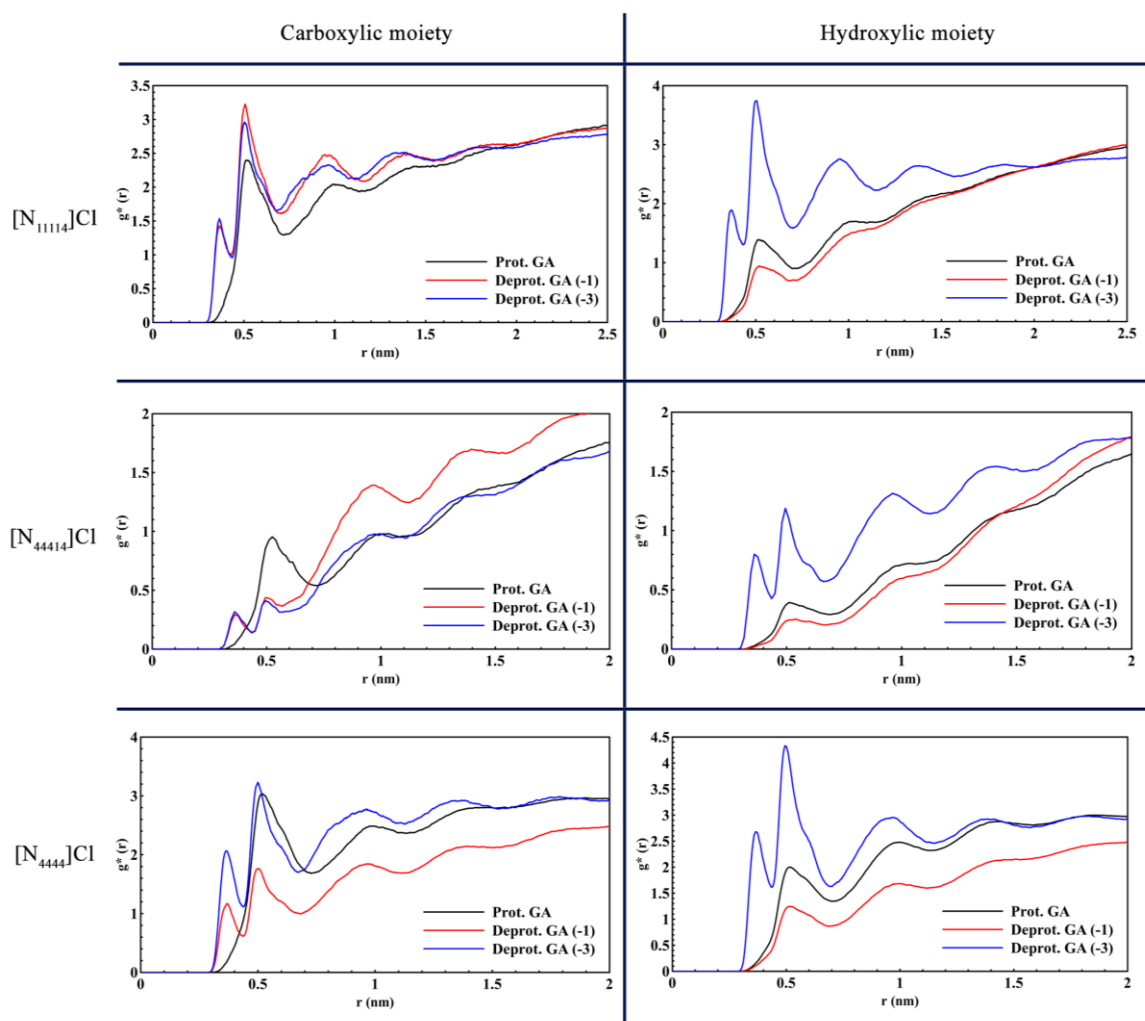 Carboxylic moiety
Hydroxylic moiety
[N11114]Cl
3.5
3
2.5
2
1.5
1
0.5
0
g* (r)
0
0.5
1
1.5
2
2.5
r (nm)
Prot. GA
Deprot. GA (-1)
Deprot. GA (-3)
4
3
2
1
0
g* (r)
0
0.5
1
1.5
2
2.5
r (nm)
Prot. GA
Deprot. GA (-1)
Deprot. GA (-3)
[N44414]Cl
2
1.5
1
0.5
0
g* (r)
0
0.5
1
1.5
2
r (nm)
Prot. GA
Deprot. GA (-1)
Deprot. GA (-3)
2
1.5
1
0.5
0
g* (r)
0
0.5
1
1.5
2
r (nm)
Prot. GA
Deprot. GA (-1)
Deprot. GA (-3)
[N4444]Cl
4
3
2
1
0
g* (r)
0
0.5
1
1.5
2
r (nm)
Prot. GA
Deprot. GA (-1)
Deprot. GA (-3)
4.5
4
3.5
3
2.5
2
1.5
1
0.5
0
g* (r)
0
0.5
1
1.5
2
r (nm)
Prot. GA
Deprot. GA (-1)
Deprot. GA (-3)